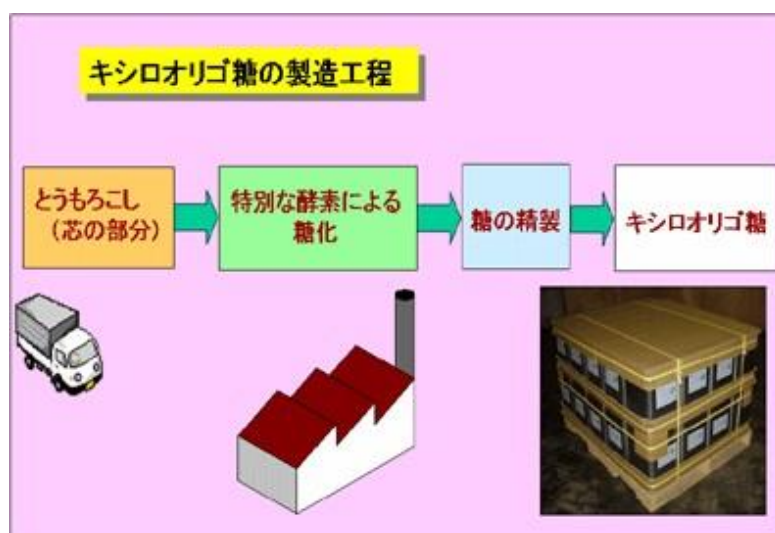 キシロオリゴ糖の製造工程
とうもろこし
（芯の部分）
特別な酵素による
糖化
糖の精製
キシロオリゴ糖